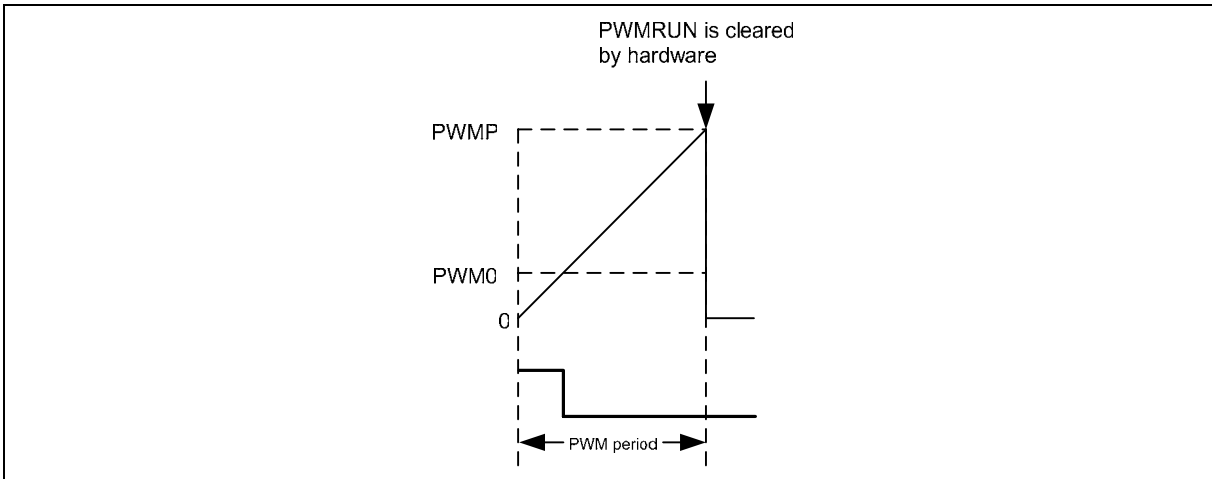 PWMRUN is cleared
by hardware
PWMP
PWM0
0
PWM period